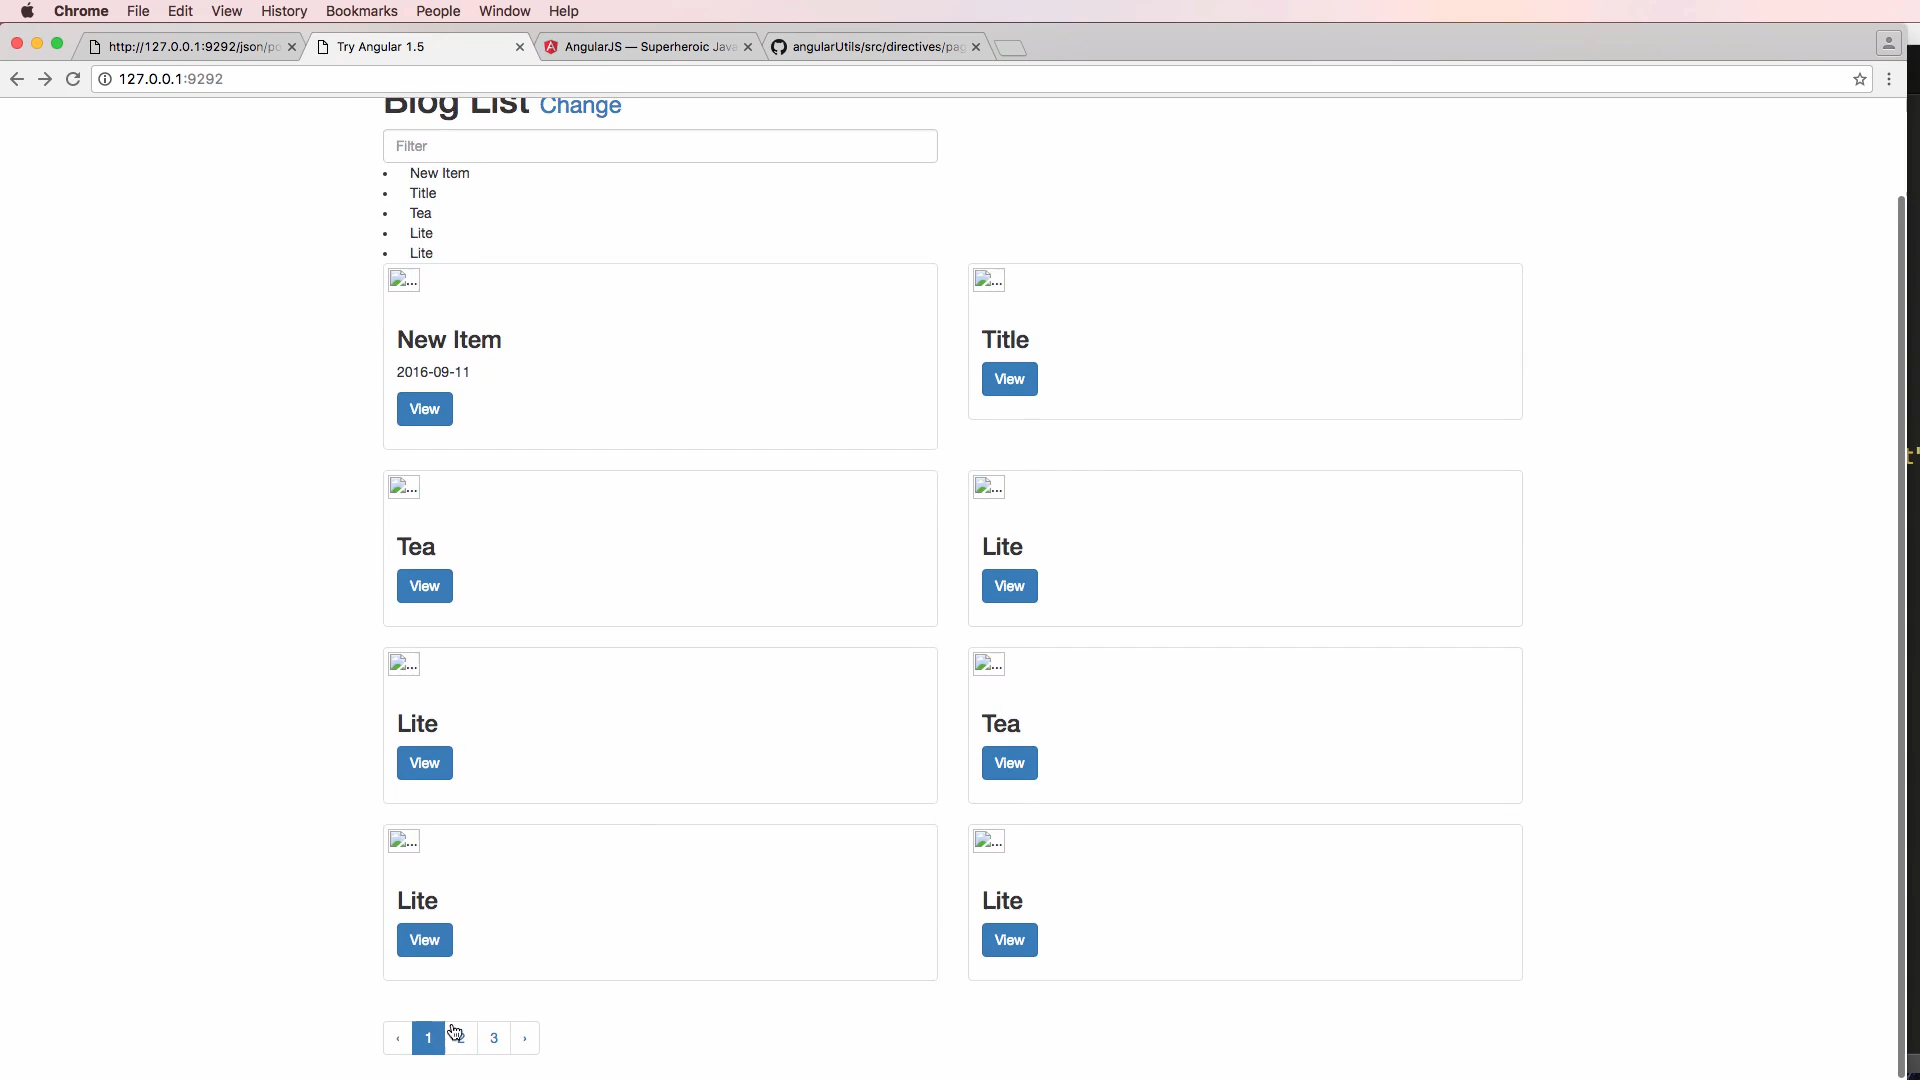 Chrome File Edit View History Bookmarks People Window Help
http://127.0.0.1:9292/json/po Try Angular 1.5 AngularJS — Superheroic Java angularUtils/src/directives/pag
127.0.0.1:9292
Blog List Change
Filter
• New Item
• Title
• Tea
• Lite
• Lite
...
New Item
2016-09-11
View
...
Title
View
...
Tea
View
...
Lite
View
...
Lite
View
...
Tea
View
...
Lite
View
...
Lite
View
‹ 1 2 3 ›